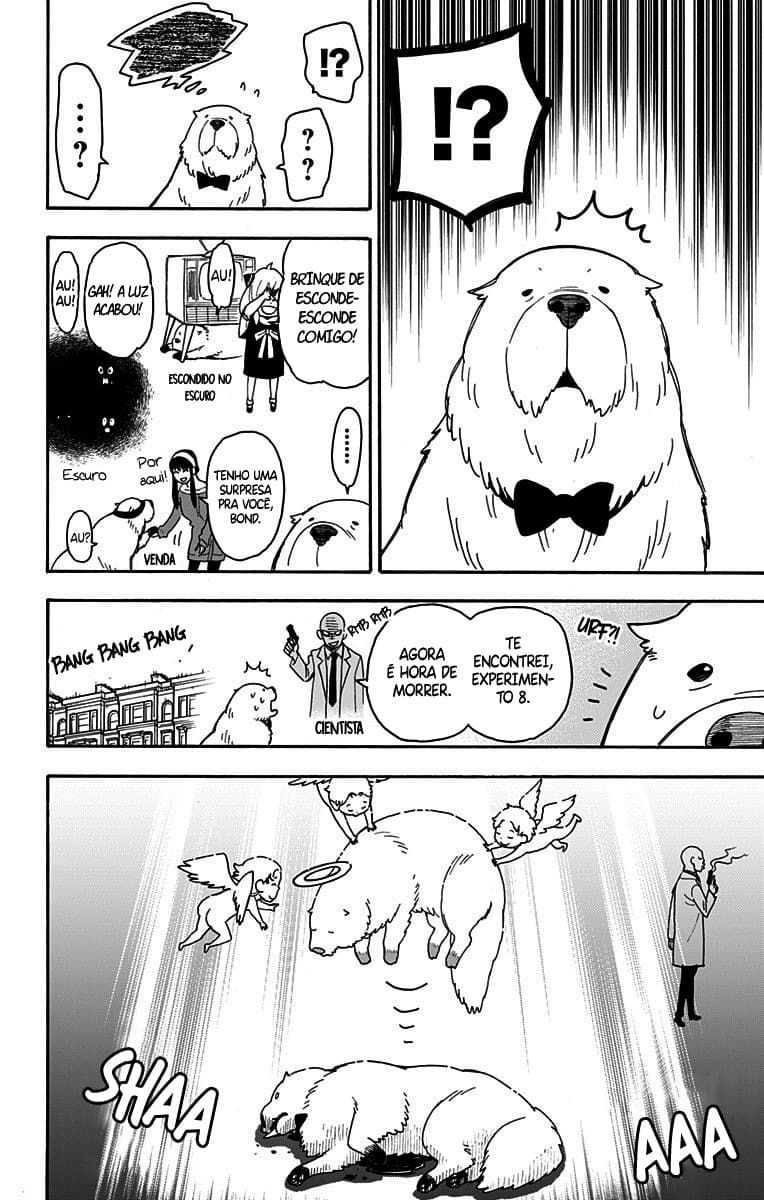 !?
!?
?
?
....?
BRINQUE DE
ESCONDE-
ESCONDE
COMIGO!
AU!
ESCONDIDO NO
ESCURO
GAH! A LUZ
ACABOU!
AU!
AU!
Escuro
.....
TENHO UMA
SURPRESA
PRA VOCÊ,
BOND.
Por
aqui!
VENDA
AU?
URF?!
TE
ENCONTREI,
EXPERIMEN-
TO 8.
AGORA
É HORA DE
MORRER.
RMB RMB
CIENTISTA
BANG BANG BANG
SHAA
AAA